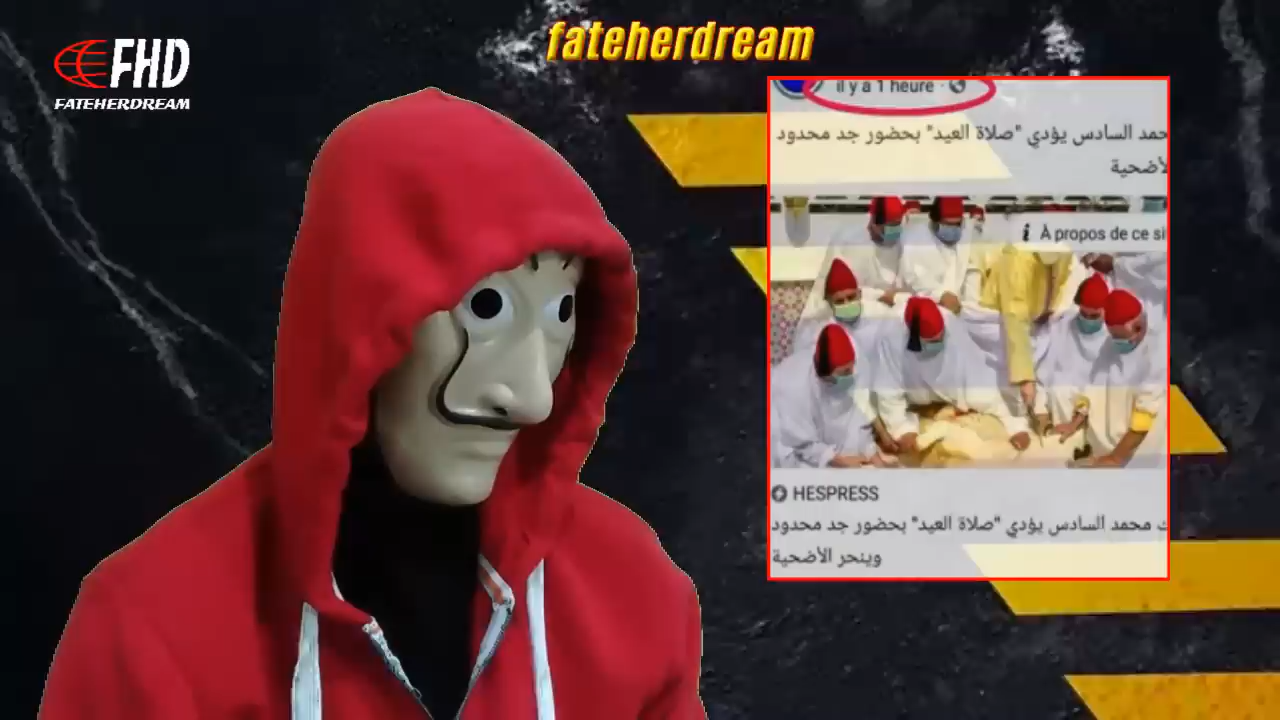 fateherdream
FHD
FATEHERDREAM
il y a 1 heure ·
محمد السادس يؤدي "صلاة العيد" بحضور جد محدود
الأضحية
À propos de ce
HESPRESS
محمد السادس يؤدي "صلاة العيد" بحضور جد محدود
وينحر الأضحية